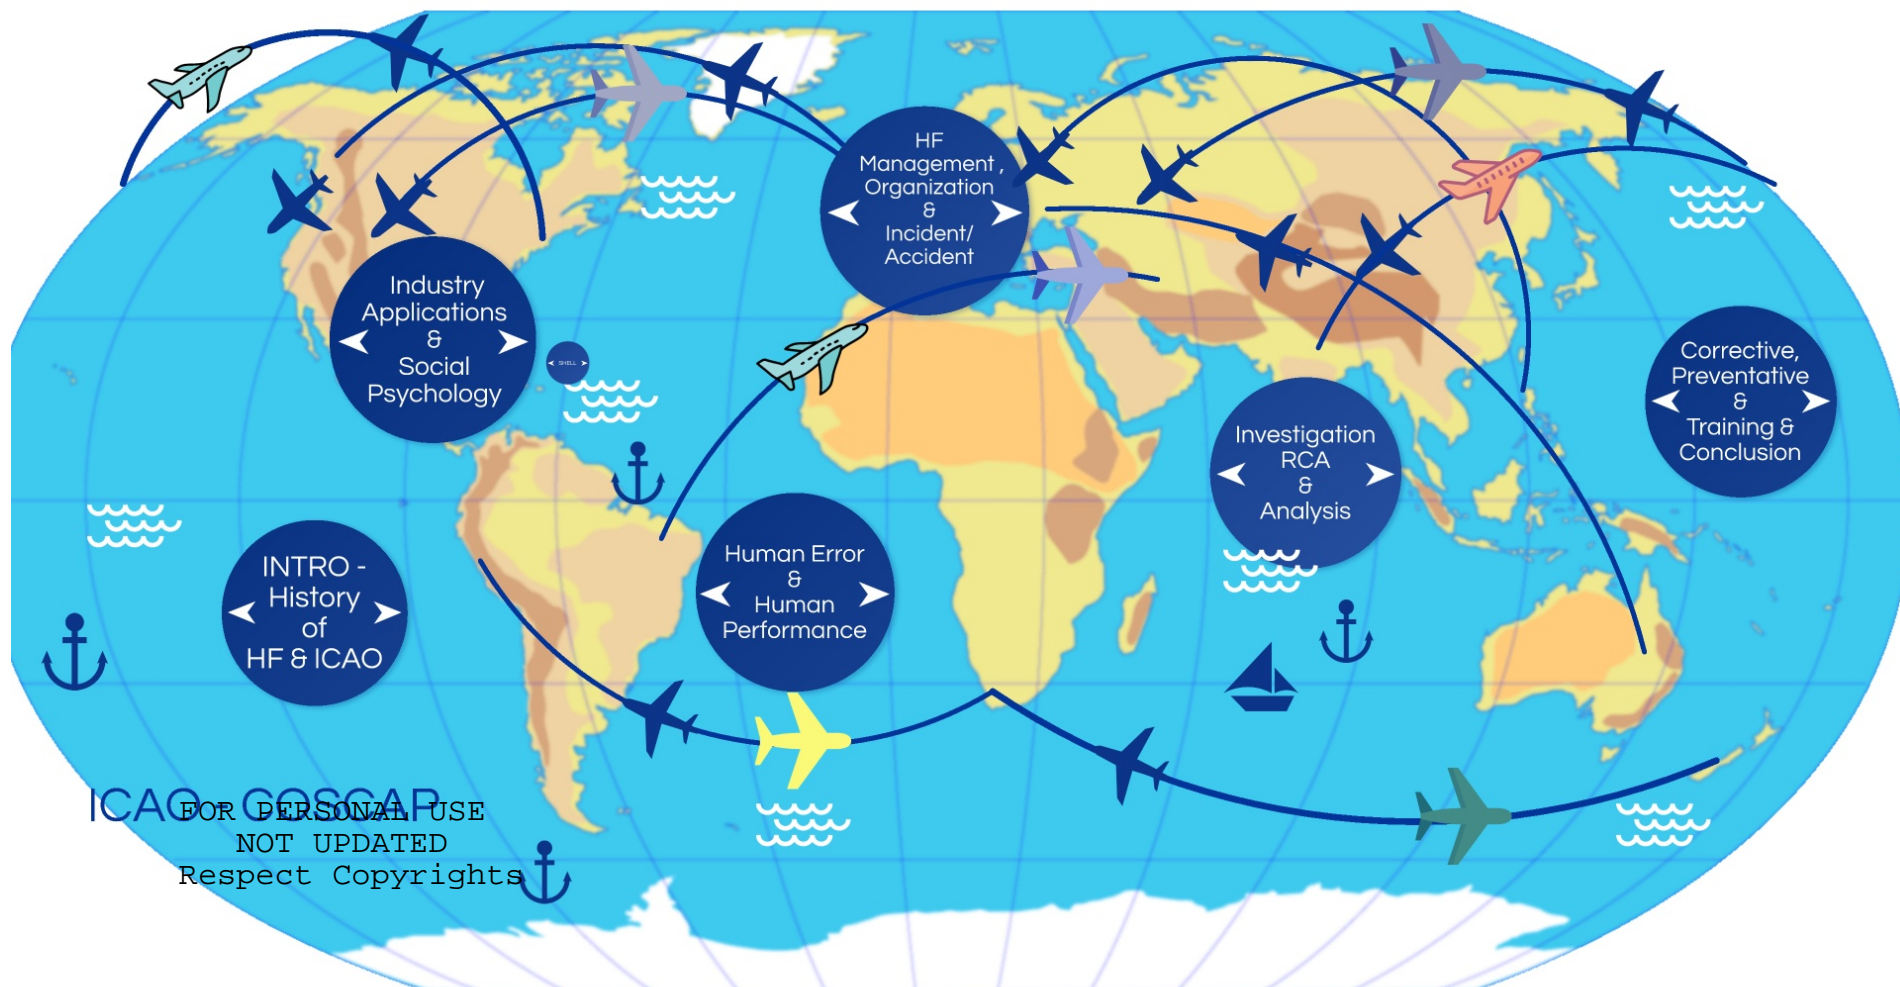 HF
Management ,
Organization
&
Incident/
Accident
Industry
Applications
&
Social
Psychology
SHELL
Corrective,
Preventative
&
Training &
Conclusion
Investigation
RCA
&
Analysis
Human Error
&
Human
Performance
INTRO -
History
of
HF & ICAO
ICAO - COSCAP
FOR PERSONAL USE
NOT UPDATED
Respect Copyrights